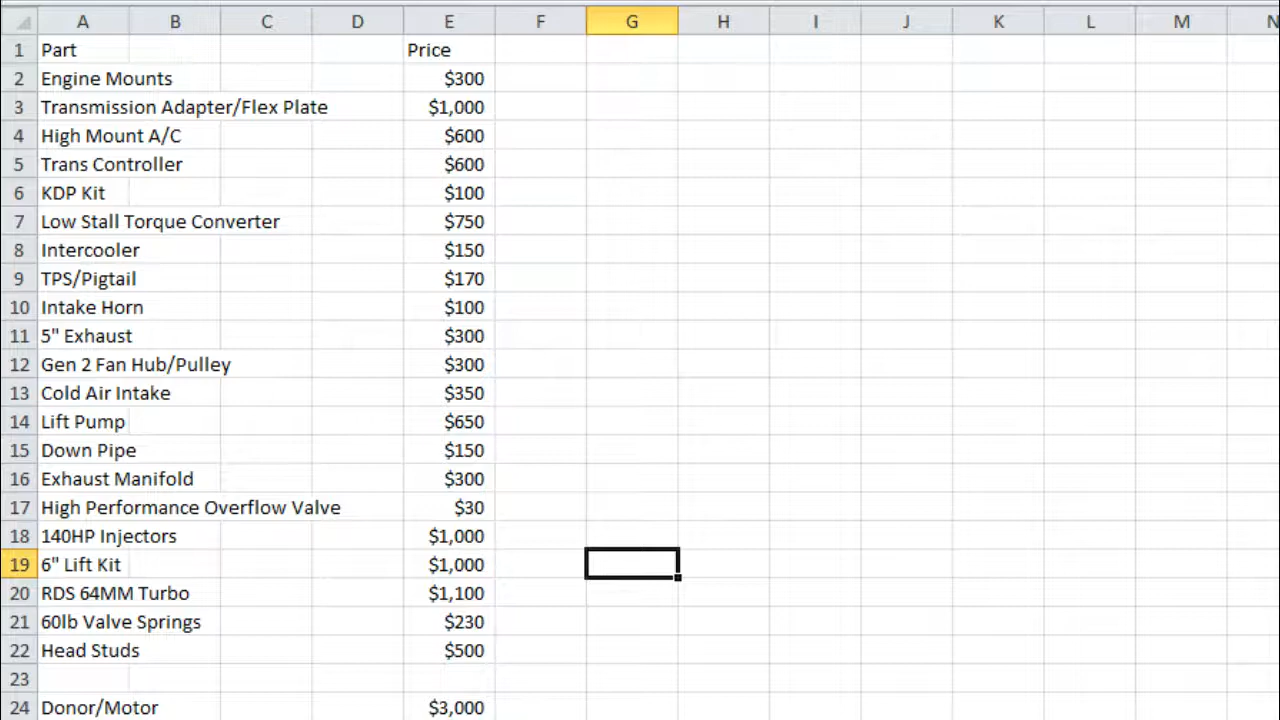 A B C D E F G H I J K L M N
1 Part Price
2 Engine Mounts $300
3 Transmission Adapter/Flex Plate $1,000
4 High Mount A/C $600
5 Trans Controller $600
6 KDP Kit $100
7 Low Stall Torque Converter $750
8 Intercooler $150
9 TPS/Pigtail $170
10 Intake Horn $100
11 5" Exhaust $300
12 Gen 2 Fan Hub/Pulley $300
13 Cold Air Intake $350
14 Lift Pump $650
15 Down Pipe $150
16 Exhaust Manifold $300
17 High Performance Overflow Valve $30
18 140HP Injectors $1,000
19 6" Lift Kit $1,000
20 RDS 64MM Turbo $1,100
21 60lb Valve Springs $230
22 Head Studs $500
23
24 Donor/Motor $3,000